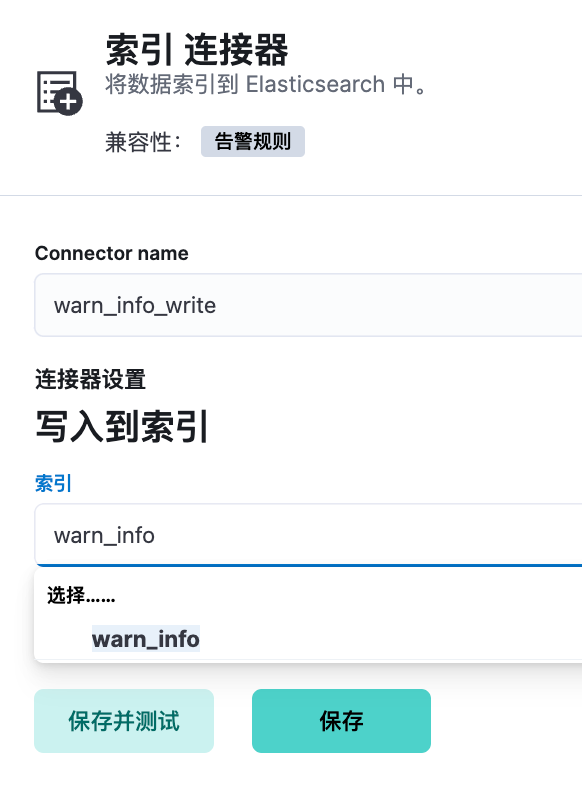 索引 连接器
将数据索引到 Elasticsearch 中。
兼容性： 告警规则
Connector name
warn_info_write
连接器设置
写入到索引
索引
warn_info
选择……
warn_info
保存并测试 保存